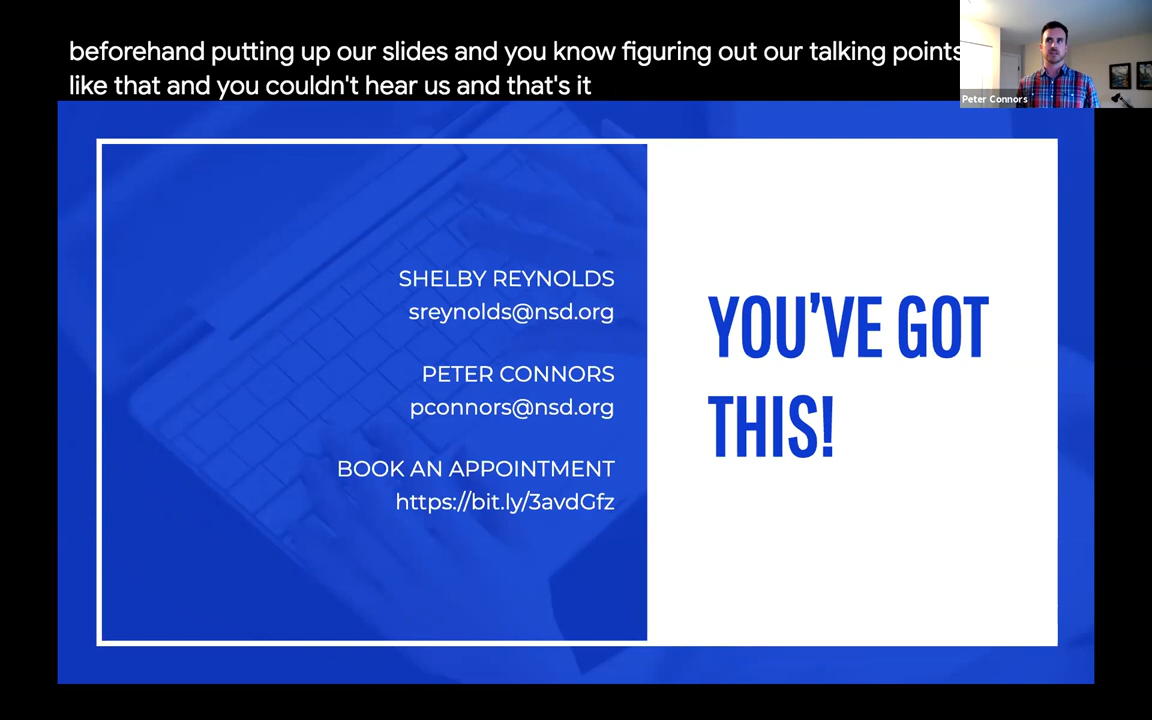 beforehand putting up our slides and you know figuring out our talking points
like that and you couldn't hear us and that's it
Peter Connors
SHELBY REYNOLDS
sreynolds@nsd.org
PETER CONNORS
pconnors@nsd.org
BOOK AN APPOINTMENT
https://bit.ly/3avdGfz
YOU'VE GOT
THIS!